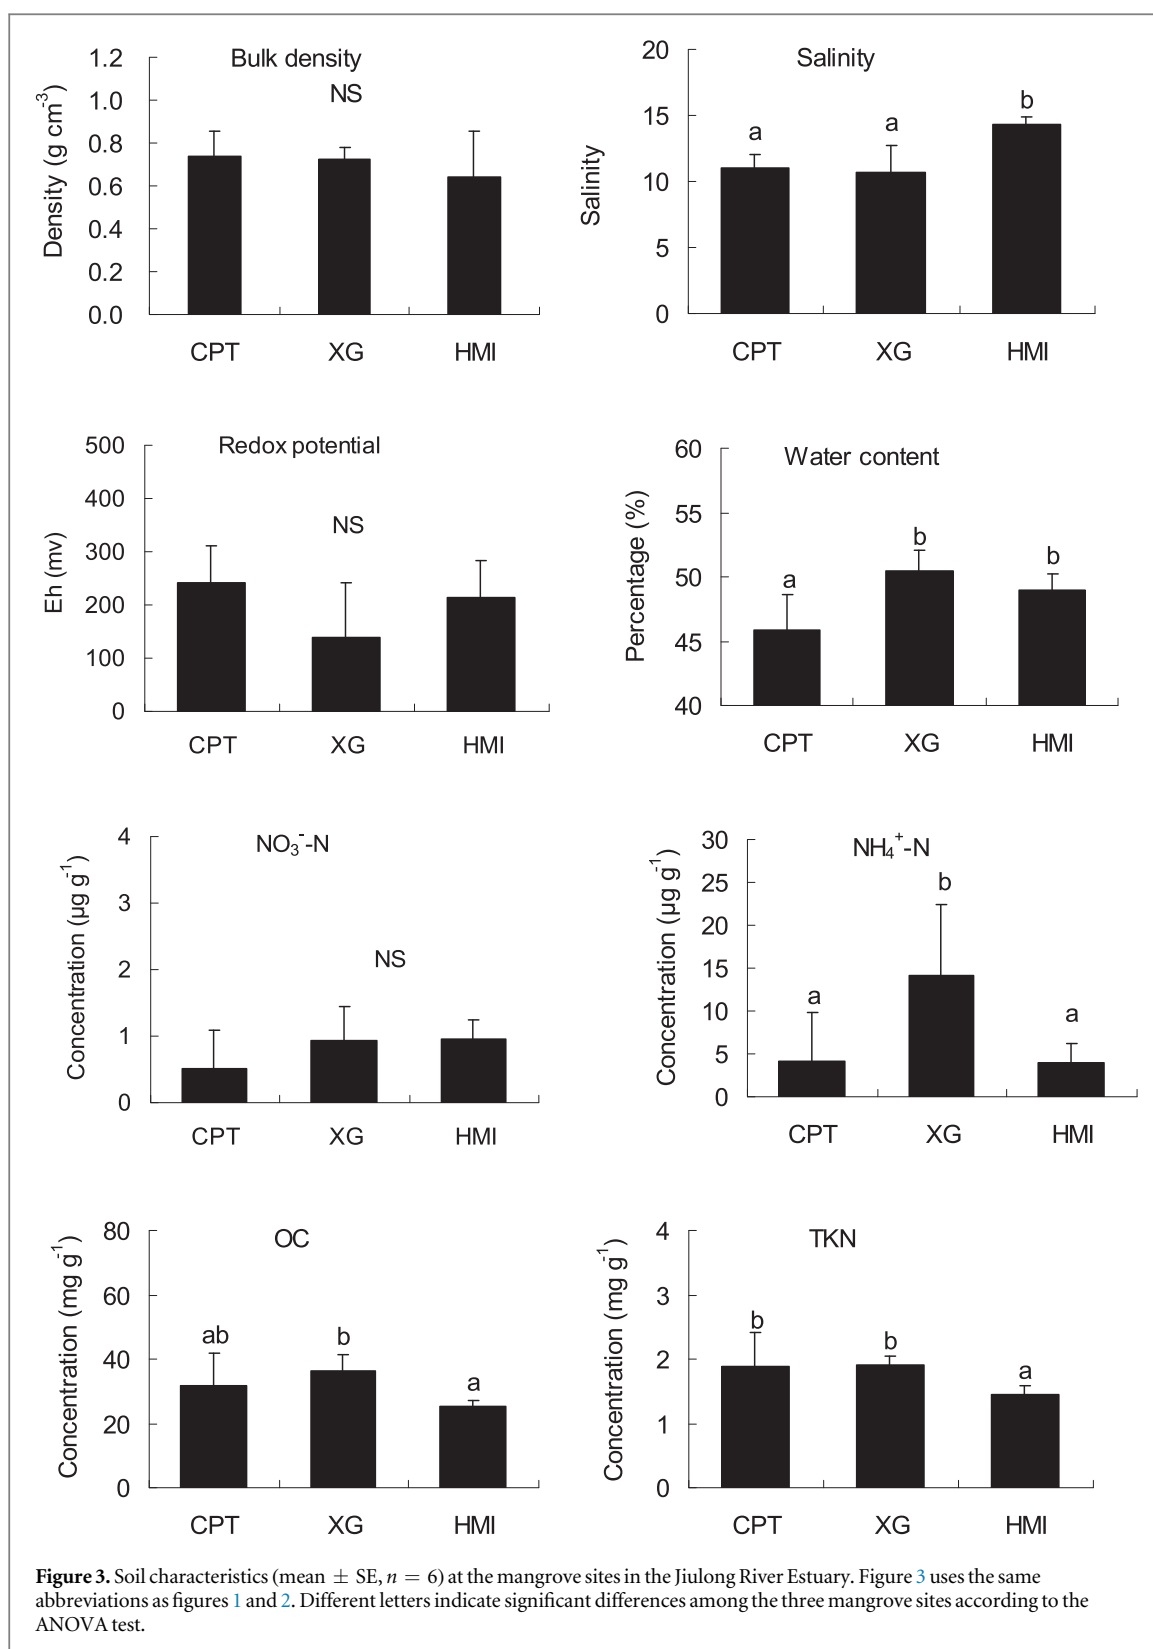 Bulk density
NS
Density (g cm-3)
1.2
1.0
0.8
0.6
0.4
0.2
0.0
CPT XG HMI
Salinity
Salinity
20
15
10
5
0
a a b
CPT XG HMI
Redox potential
NS
Eh (mv)
500
400
300
200
100
0
CPT XG HMI
Water content
Percentage (%)
60
55
50
45
40
a b b
CPT XG HMI
NO3--N
NS
Concentration (µg g-1)
4
3
2
1
0
CPT XG HMI
NH4+-N
Concentration (µg g-1)
30
25
20
15
10
5
0
a b a
CPT XG HMI
OC
Concentration (mg g-1)
80
60
40
20
0
ab b a
CPT XG HMI
TKN
Concentration (mg g-1)
4
3
2
1
0
b b a
CPT XG HMI
Figure 3. Soil characteristics (mean ± SE, n = 6) at the mangrove sites in the Jiulong River Estuary. Figure 3 uses the same
abbreviations as figures 1 and 2. Different letters indicate significant differences among the three mangrove sites according to the
ANOVA test.